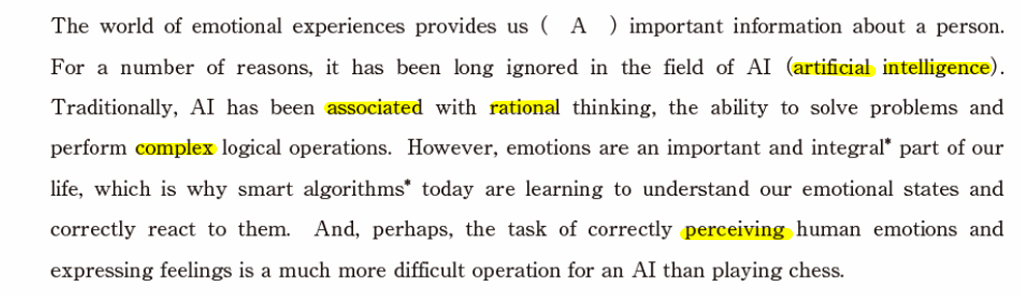 The world of emotional experiences provides us ( A ) important information about a person.
For a number of reasons, it has been long ignored in the field of AI (artificial intelligence).
Traditionally, AI has been associated with rational thinking, the ability to solve problems and
perform complex logical operations. However, emotions are an important and integral* part of our
life, which is why smart algorithms* today are learning to understand our emotional states and
correctly react to them. And, perhaps, the task of correctly perceiving human emotions and
expressing feelings is a much more difficult operation for an AI than playing chess.